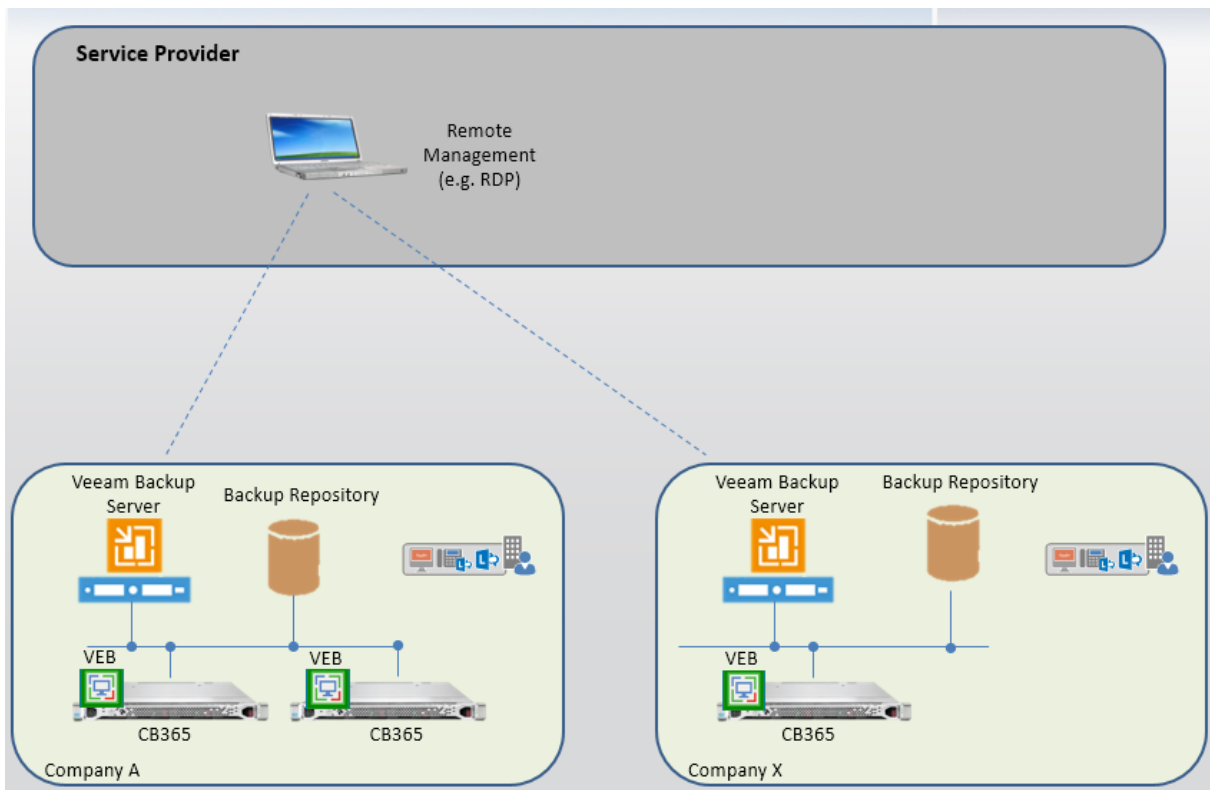 Service Provider
Remote
Management
(e.g. RDP)
Veeam Backup
Server
Backup Repository
VEB
VEB
CB365
CB365
Company A
Veeam Backup
Server
Backup Repository
VEB
CB365
Company X